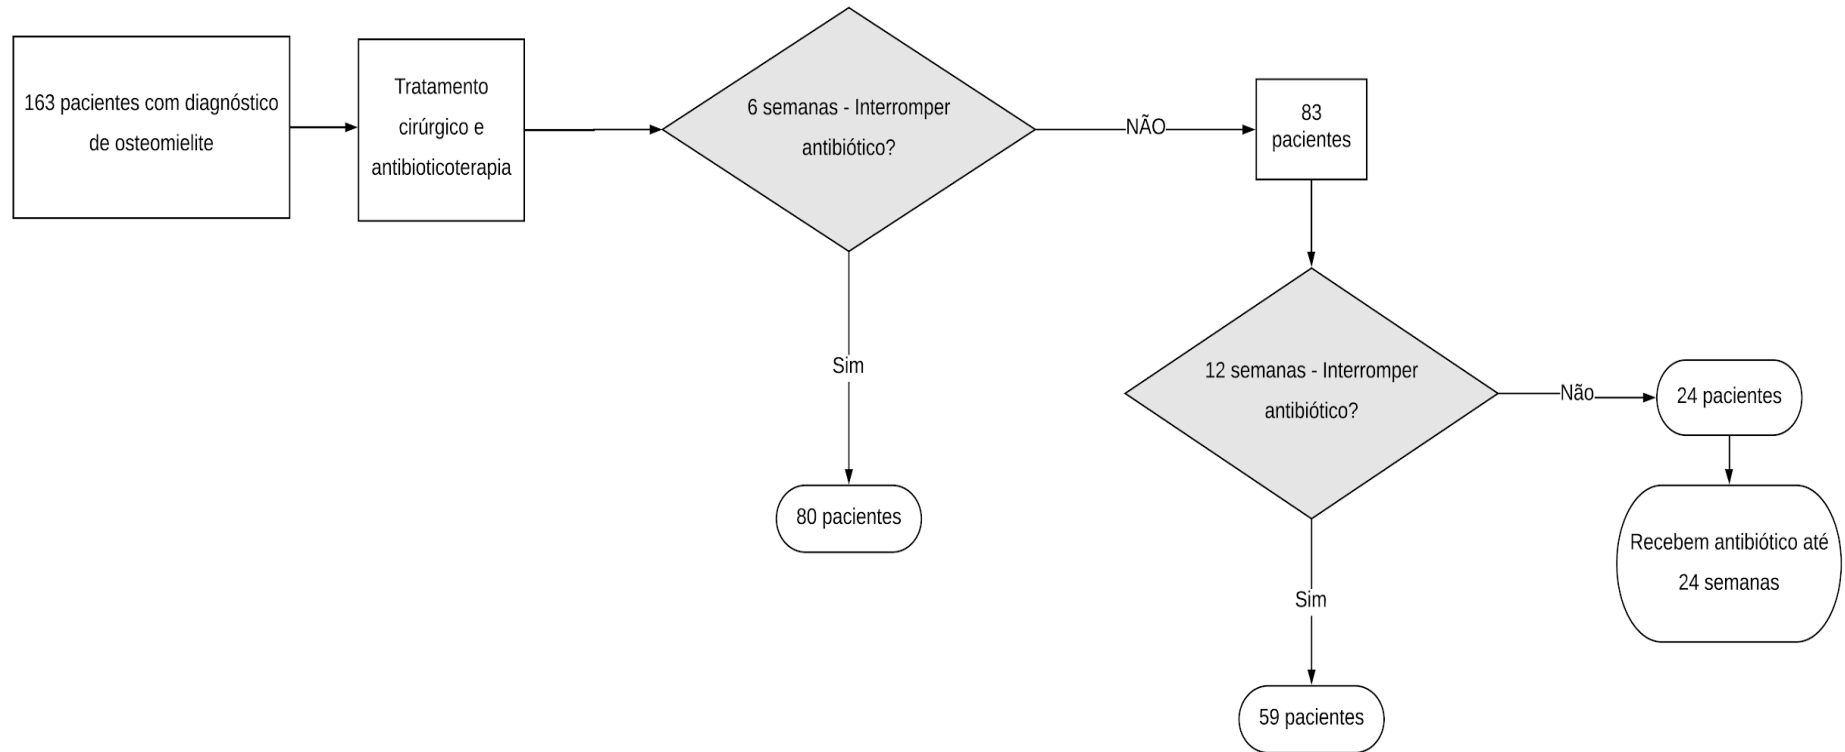 163 pacientes com diagnóstico
de osteomielite
Tratamento
cirúrgico e
antibioticoterapia
6 semanas - Interromper
antibiótico?
NÃO
83
pacientes
Sim
80 pacientes
12 semanas - Interromper
antibiótico?
Não
24 pacientes
Recebem antibiótico até
24 semanas
Sim
59 pacientes